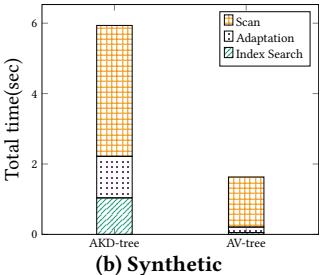 Total time(sec)
6
4
2
0
Scan
Adaptation
Index Search
AKD-tree
AV-tree
(b) Synthetic